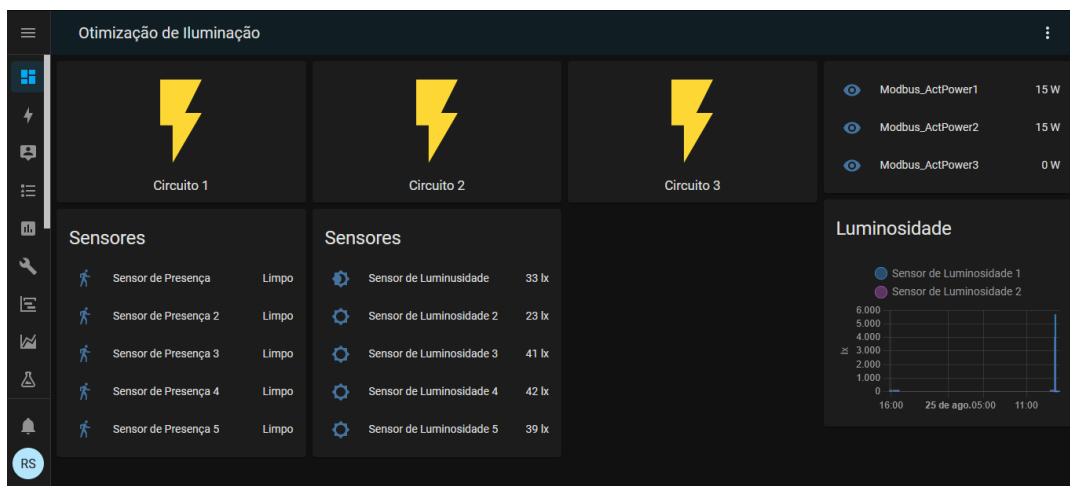 Otimização de Iluminação
Circuito 1
Circuito 2
Circuito 3
Modbus_ActPower1 15 W
Modbus_ActPower2 15 W
Modbus_ActPower3 0 W
Sensores
Sensor de Presença Limpo
Sensor de Presença 2 Limpo
Sensor de Presença 3 Limpo
Sensor de Presença 4 Limpo
Sensor de Presença 5 Limpo
Sensores
Sensor de Luminusidade 33 lx
Sensor de Luminosidade 2 23 lx
Sensor de Luminosidade 3 41 lx
Sensor de Luminosidade 4 42 lx
Sensor de Luminosidade 5 39 lx
Luminosidade
Sensor de Luminosidade 1
Sensor de Luminosidade 2
6.000
5.000
4.000
3.000
2.000
1.000
0
lx
16:00 25 de ago. 05:00 11:00
RS